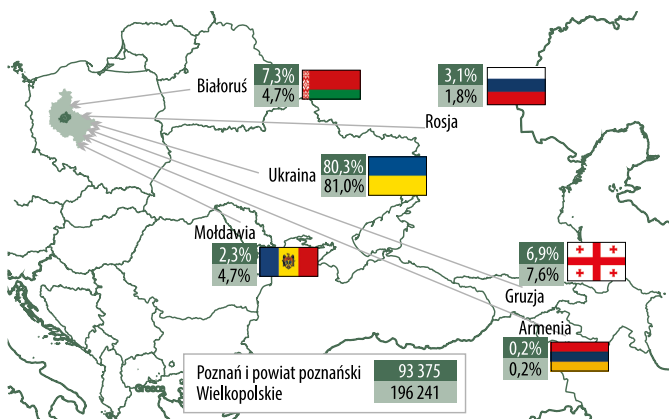 Białoruś
7,3%
4,7%
3,1%
1,8%
Rosja
Ukraina
80,3%
81,0%
Mołdawia
2,3%
4,7%
6,9%
7,6%
Gruzja
Armenia
0,2%
0,2%
Poznań i powiat poznański 93 375
Wielkopolskie 196 241
Greece